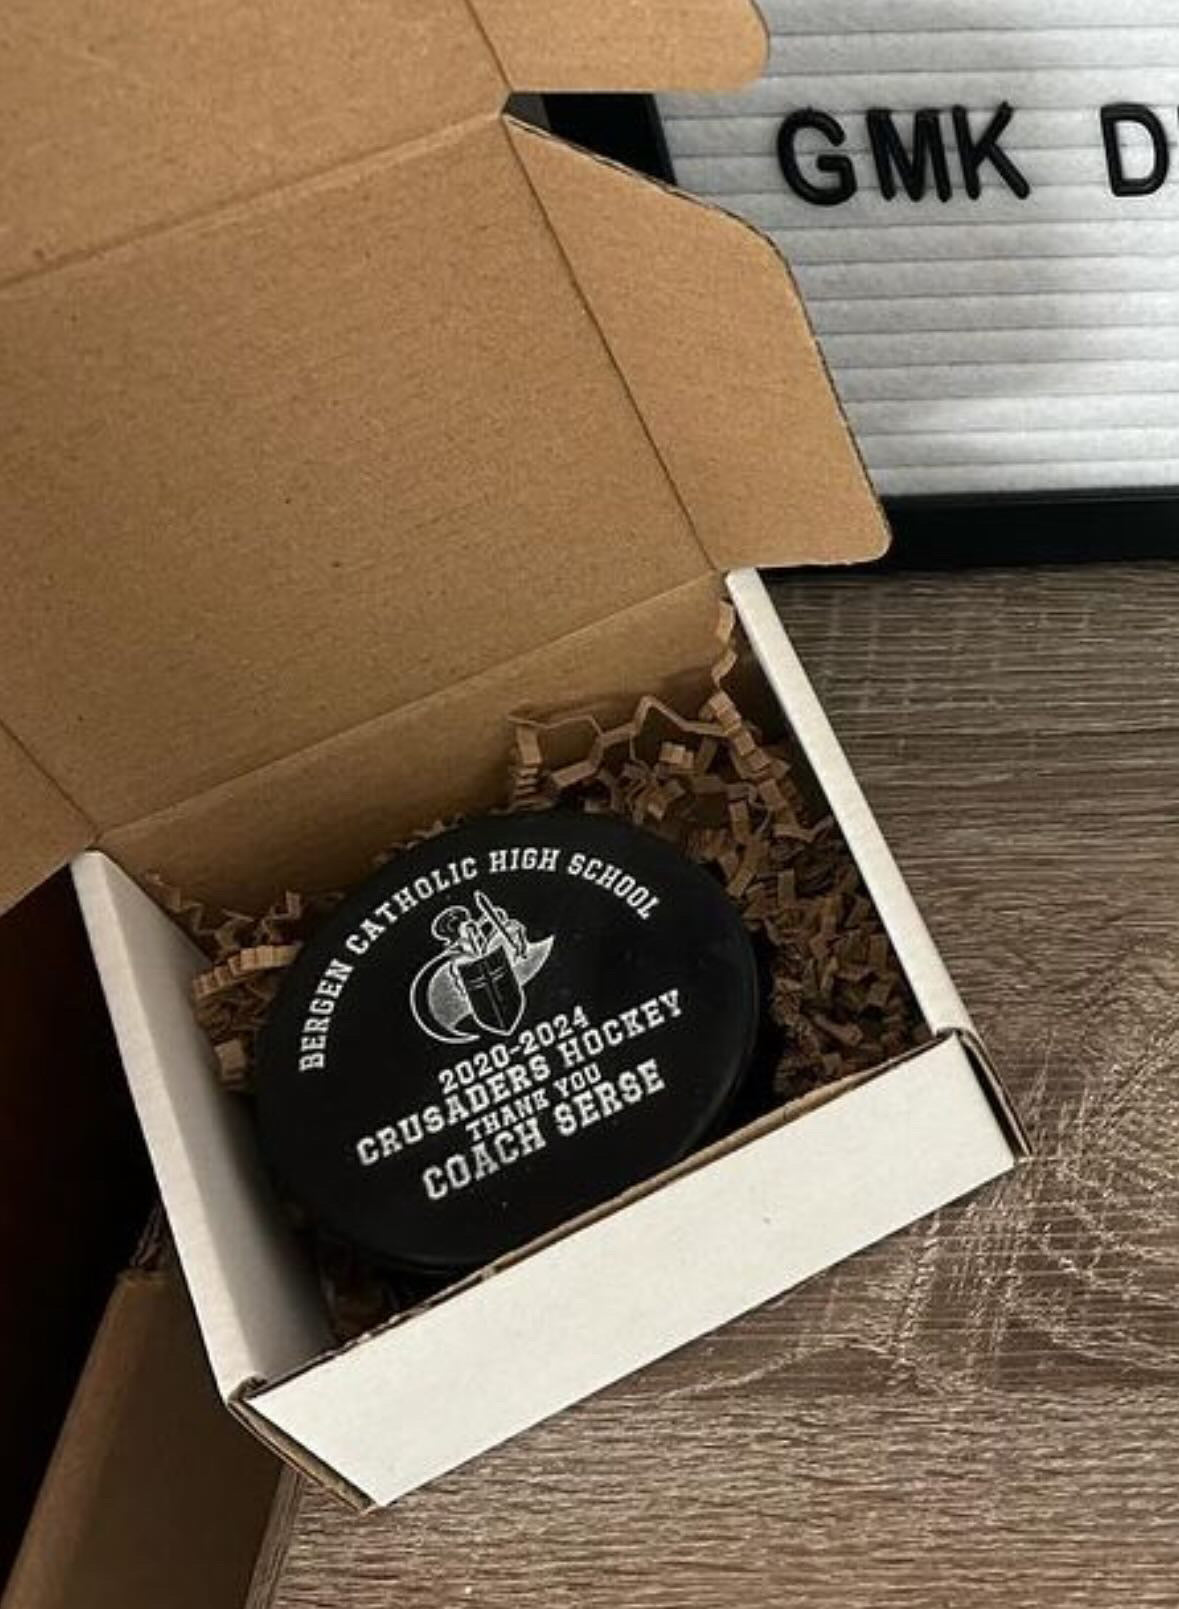 GMK D
BERGEN CATHOLIC HIGH SCHOOL
2020-2024
CRUSADERS HOCKEY
THANK YOU
COACH SERSE